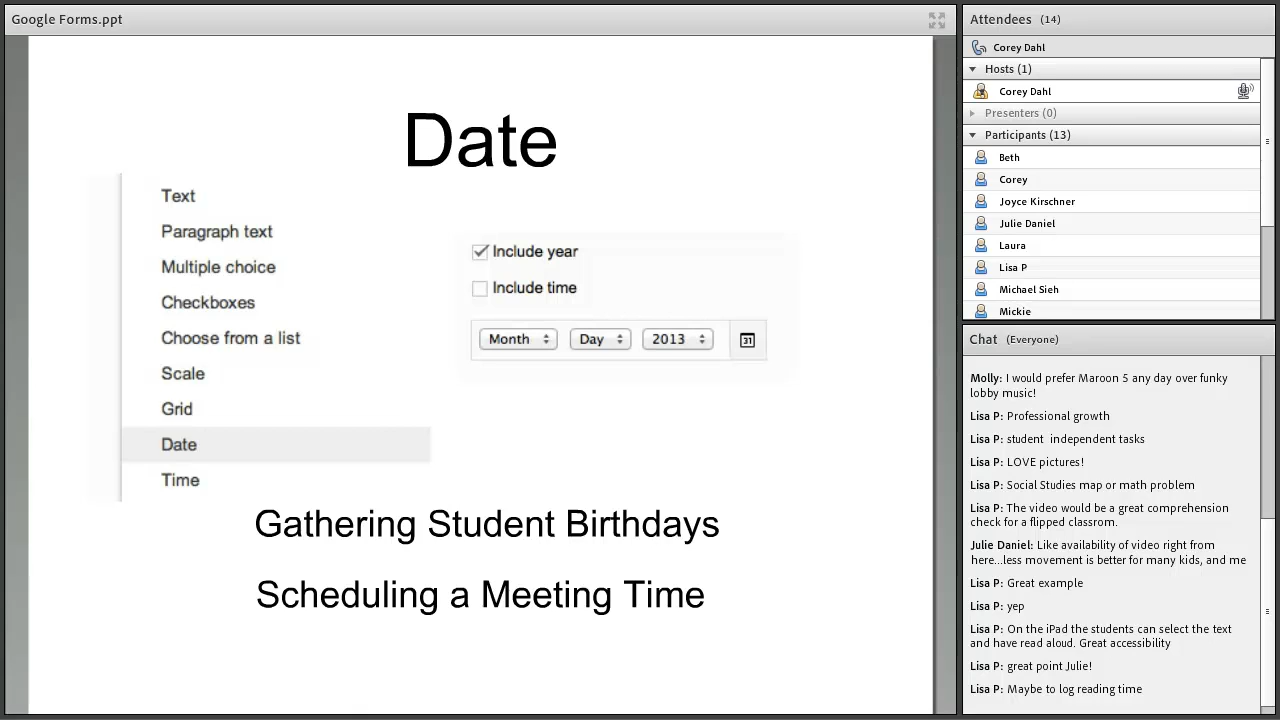 Google Forms.ppt
Date
Text
Paragraph text
Multiple choice
Checkboxes
Choose from a list
Scale
Grid
Date
Time
Include year
Include time
Month Day 2013 31
Gathering Student Birthdays
Scheduling a Meeting Time
Attendees (14)
Corey Dahl
Hosts (1)
Corey Dahl
Presenters (0)
Participants (13)
Beth
Corey
Joyce Kirschner
Julie Daniel
Laura
Lisa P
Michael Sieh
Mickie
Chat (Everyone)
Molly: I would prefer Maroon 5 any day over funky
lobby music!
Lisa P: Professional growth
Lisa P: student independent tasks
Lisa P: LOVE pictures!
Lisa P: Social Studies map or math problem
Lisa P: The video would be a great comprehension
check for a flipped classrom.
Julie Daniel: Like availability of video right from
here...less movement is better for many kids, and me
Lisa P: Great example
Lisa P: yep
Lisa P: On the iPad the students can select the text
and have read aloud. Great accessibility
Lisa P: great point Julie!
Lisa P: Maybe to log reading time